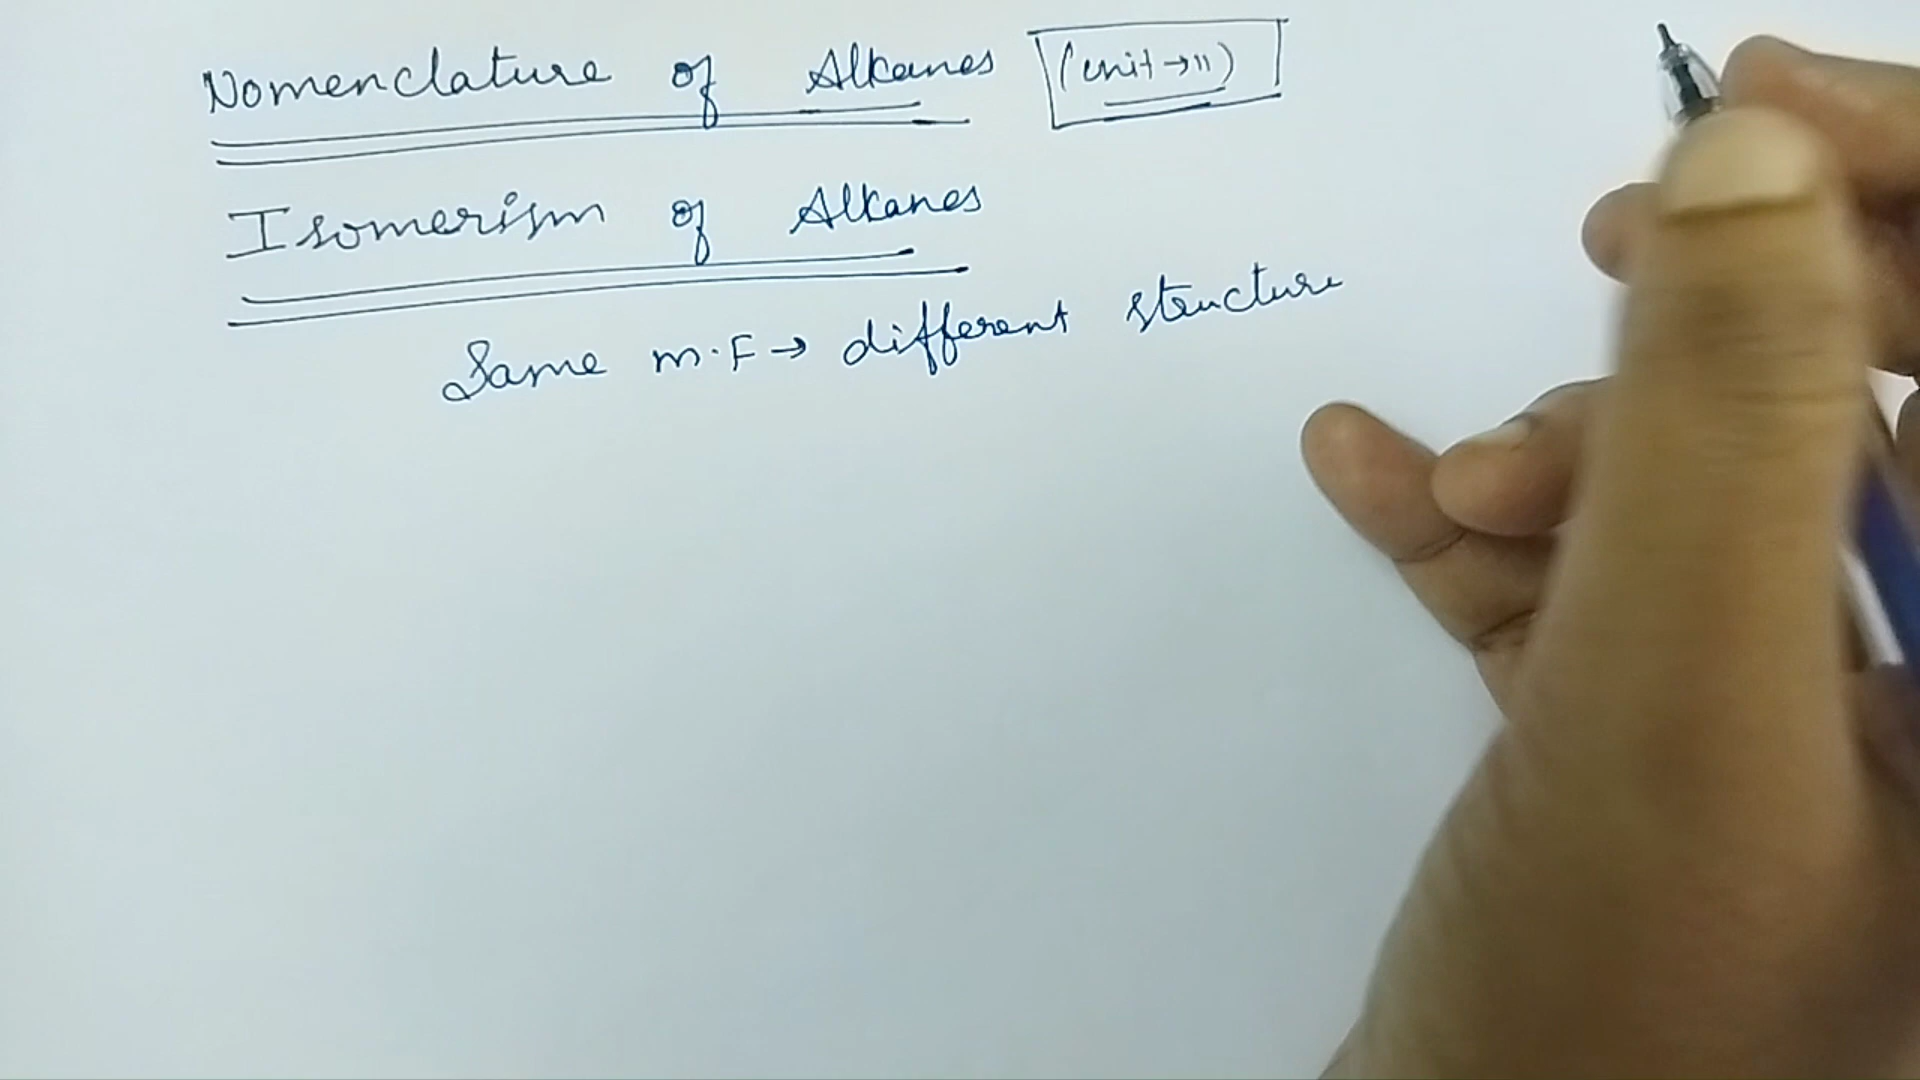 Nomenclature of Alkanes (unit → 11)
Isomerism of Alkanes
Same m.F → different structure